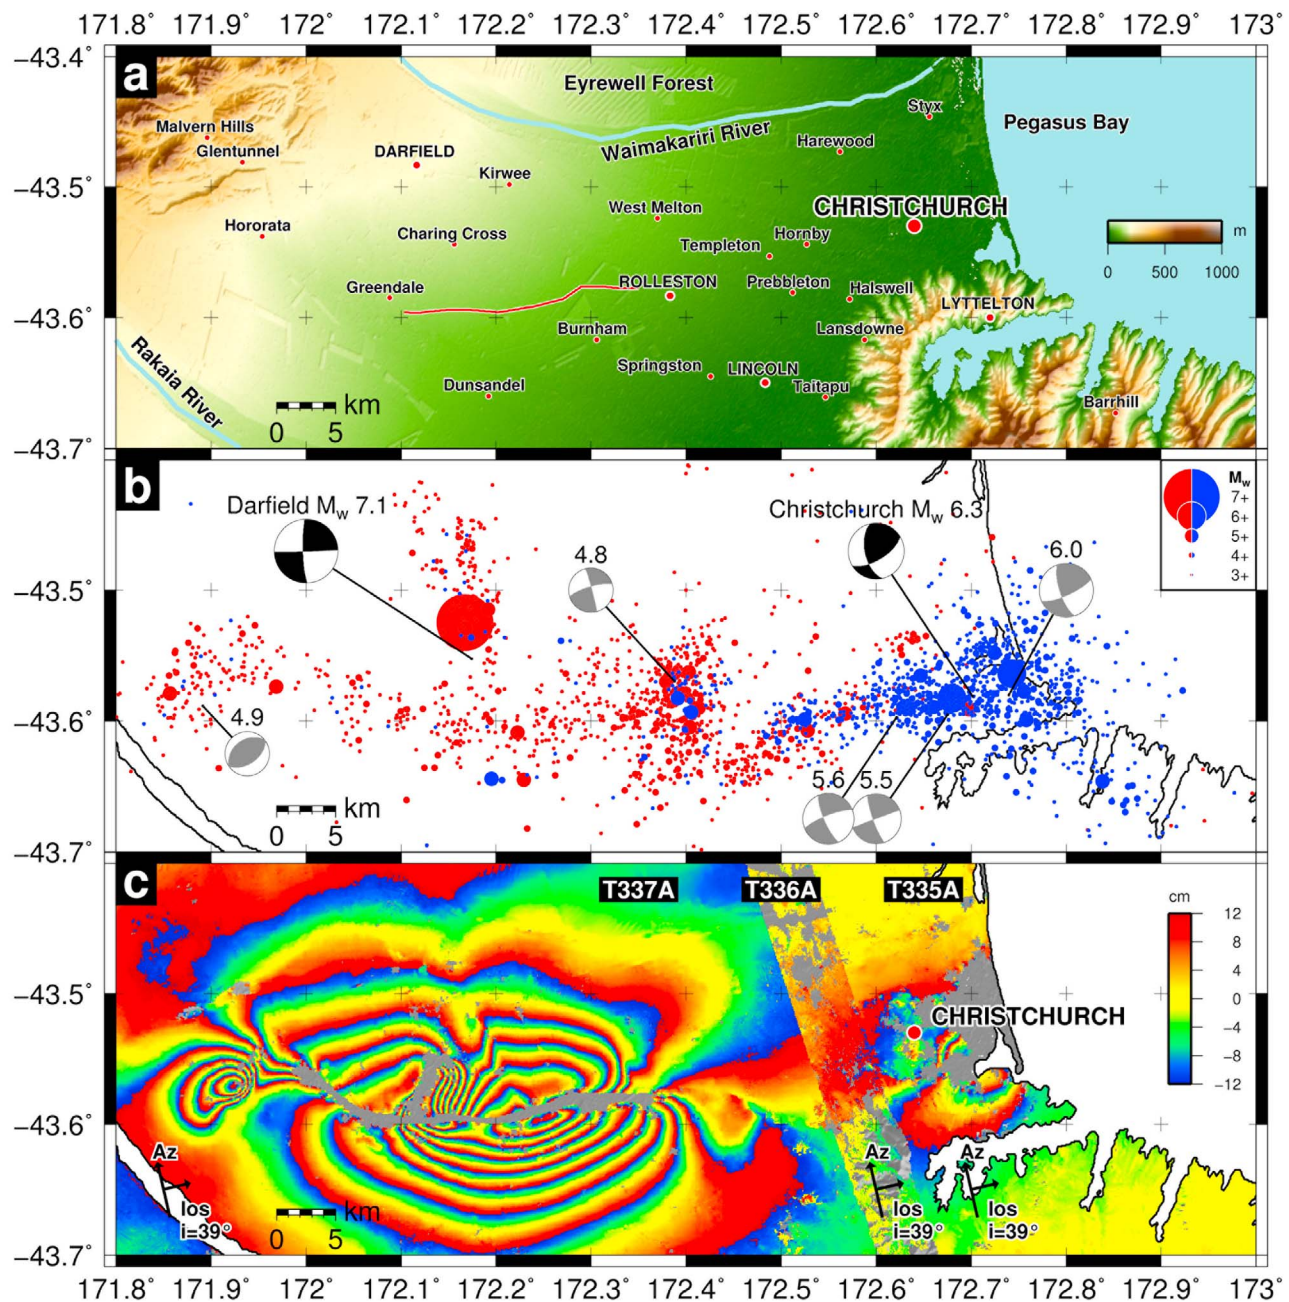 171.8° 171.9° 172° 172.1° 172.2° 172.3° 172.4° 172.5° 172.6° 172.7° 172.8° 172.9° 173°
−43.4°
a
Eyrewell Forest
Styx
Pegasus Bay
Malvern Hills
Waimakariri River
Harewood
Glentunnel
DARFIELD
Kirwee
−43.5°
West Melton
CHRISTCHURCH
Hororata
Charing Cross
Templeton
Hornby
m
0 500 1000
Greendale
ROLLESTON
Prebbleton
Halswell
LYTTELTON
−43.6°
Burnham
Lansdowne
Rakaia River
Springston
LINCOLN
Dunsandel
Taitapu
Barrhill
km
0 5
−43.7°
b
Mw
7+
6+
5+
4+
3+
Darfield Mw 7.1
Christchurch Mw 6.3
4.8
6.0
−43.5°
4.9
−43.6°
5.6 5.5
km
0 5
−43.7°
c
T337A
T336A
T335A
cm
12
8
4
0
−4
−8
−12
−43.5°
CHRISTCHURCH
−43.6°
Az
los
i=39°
Az
los
i=39°
Az
los
i=39°
km
0 5
−43.7°
171.8° 171.9° 172° 172.1° 172.2° 172.3° 172.4° 172.5° 172.6° 172.7° 172.8° 172.9° 173°